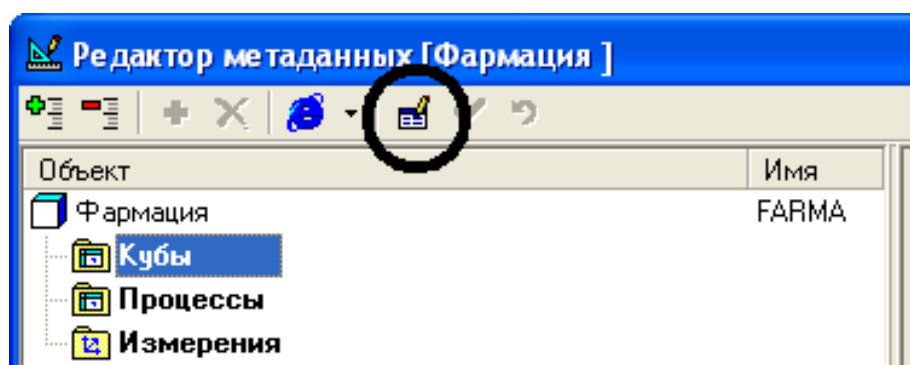 Редактор метаданных [Фармация ]
Объект Имя
Фармация FARMA
Кубы
Процессы
Измерения